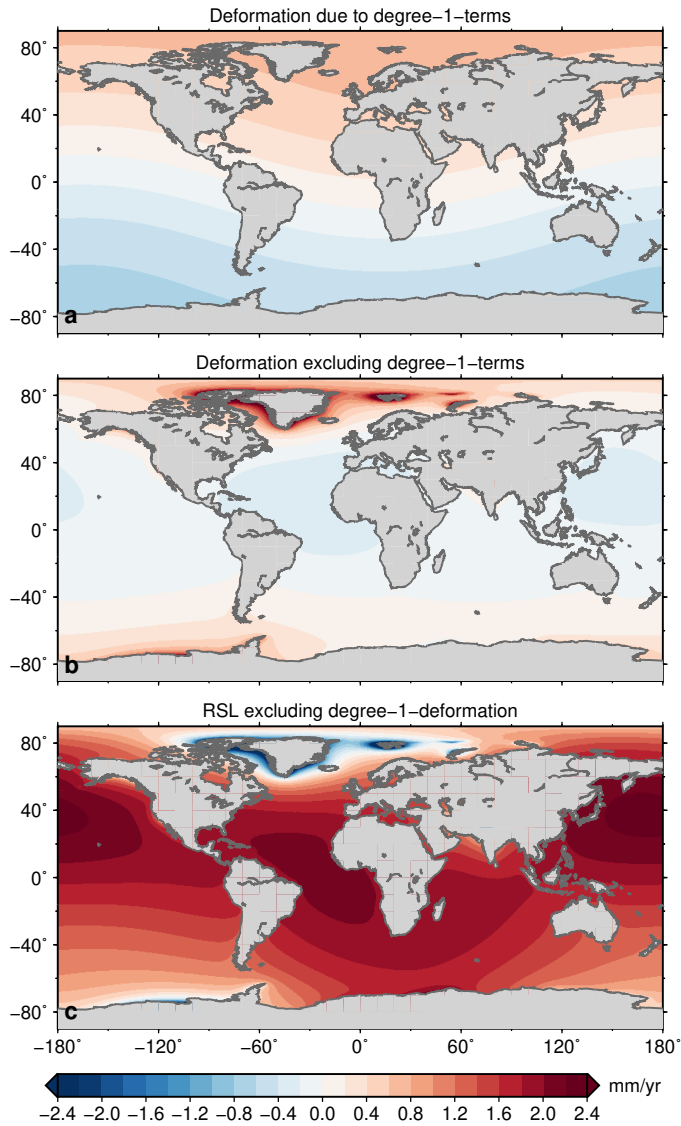 Deformation due to degree−1−terms
80˚
40˚
0˚
−40˚
−80˚
a
Deformation excluding degree−1−terms
80˚
40˚
0˚
−40˚
−80˚
b
RSL excluding degree−1−deformation
80˚
40˚
0˚
−40˚
−80˚
c
−180˚ −120˚ −60˚ 0˚ 60˚ 120˚ 180˚
mm/yr
−2.4 −2.0 −1.6 −1.2 −0.8 −0.4 0.0 0.4 0.8 1.2 1.6 2.0 2.4